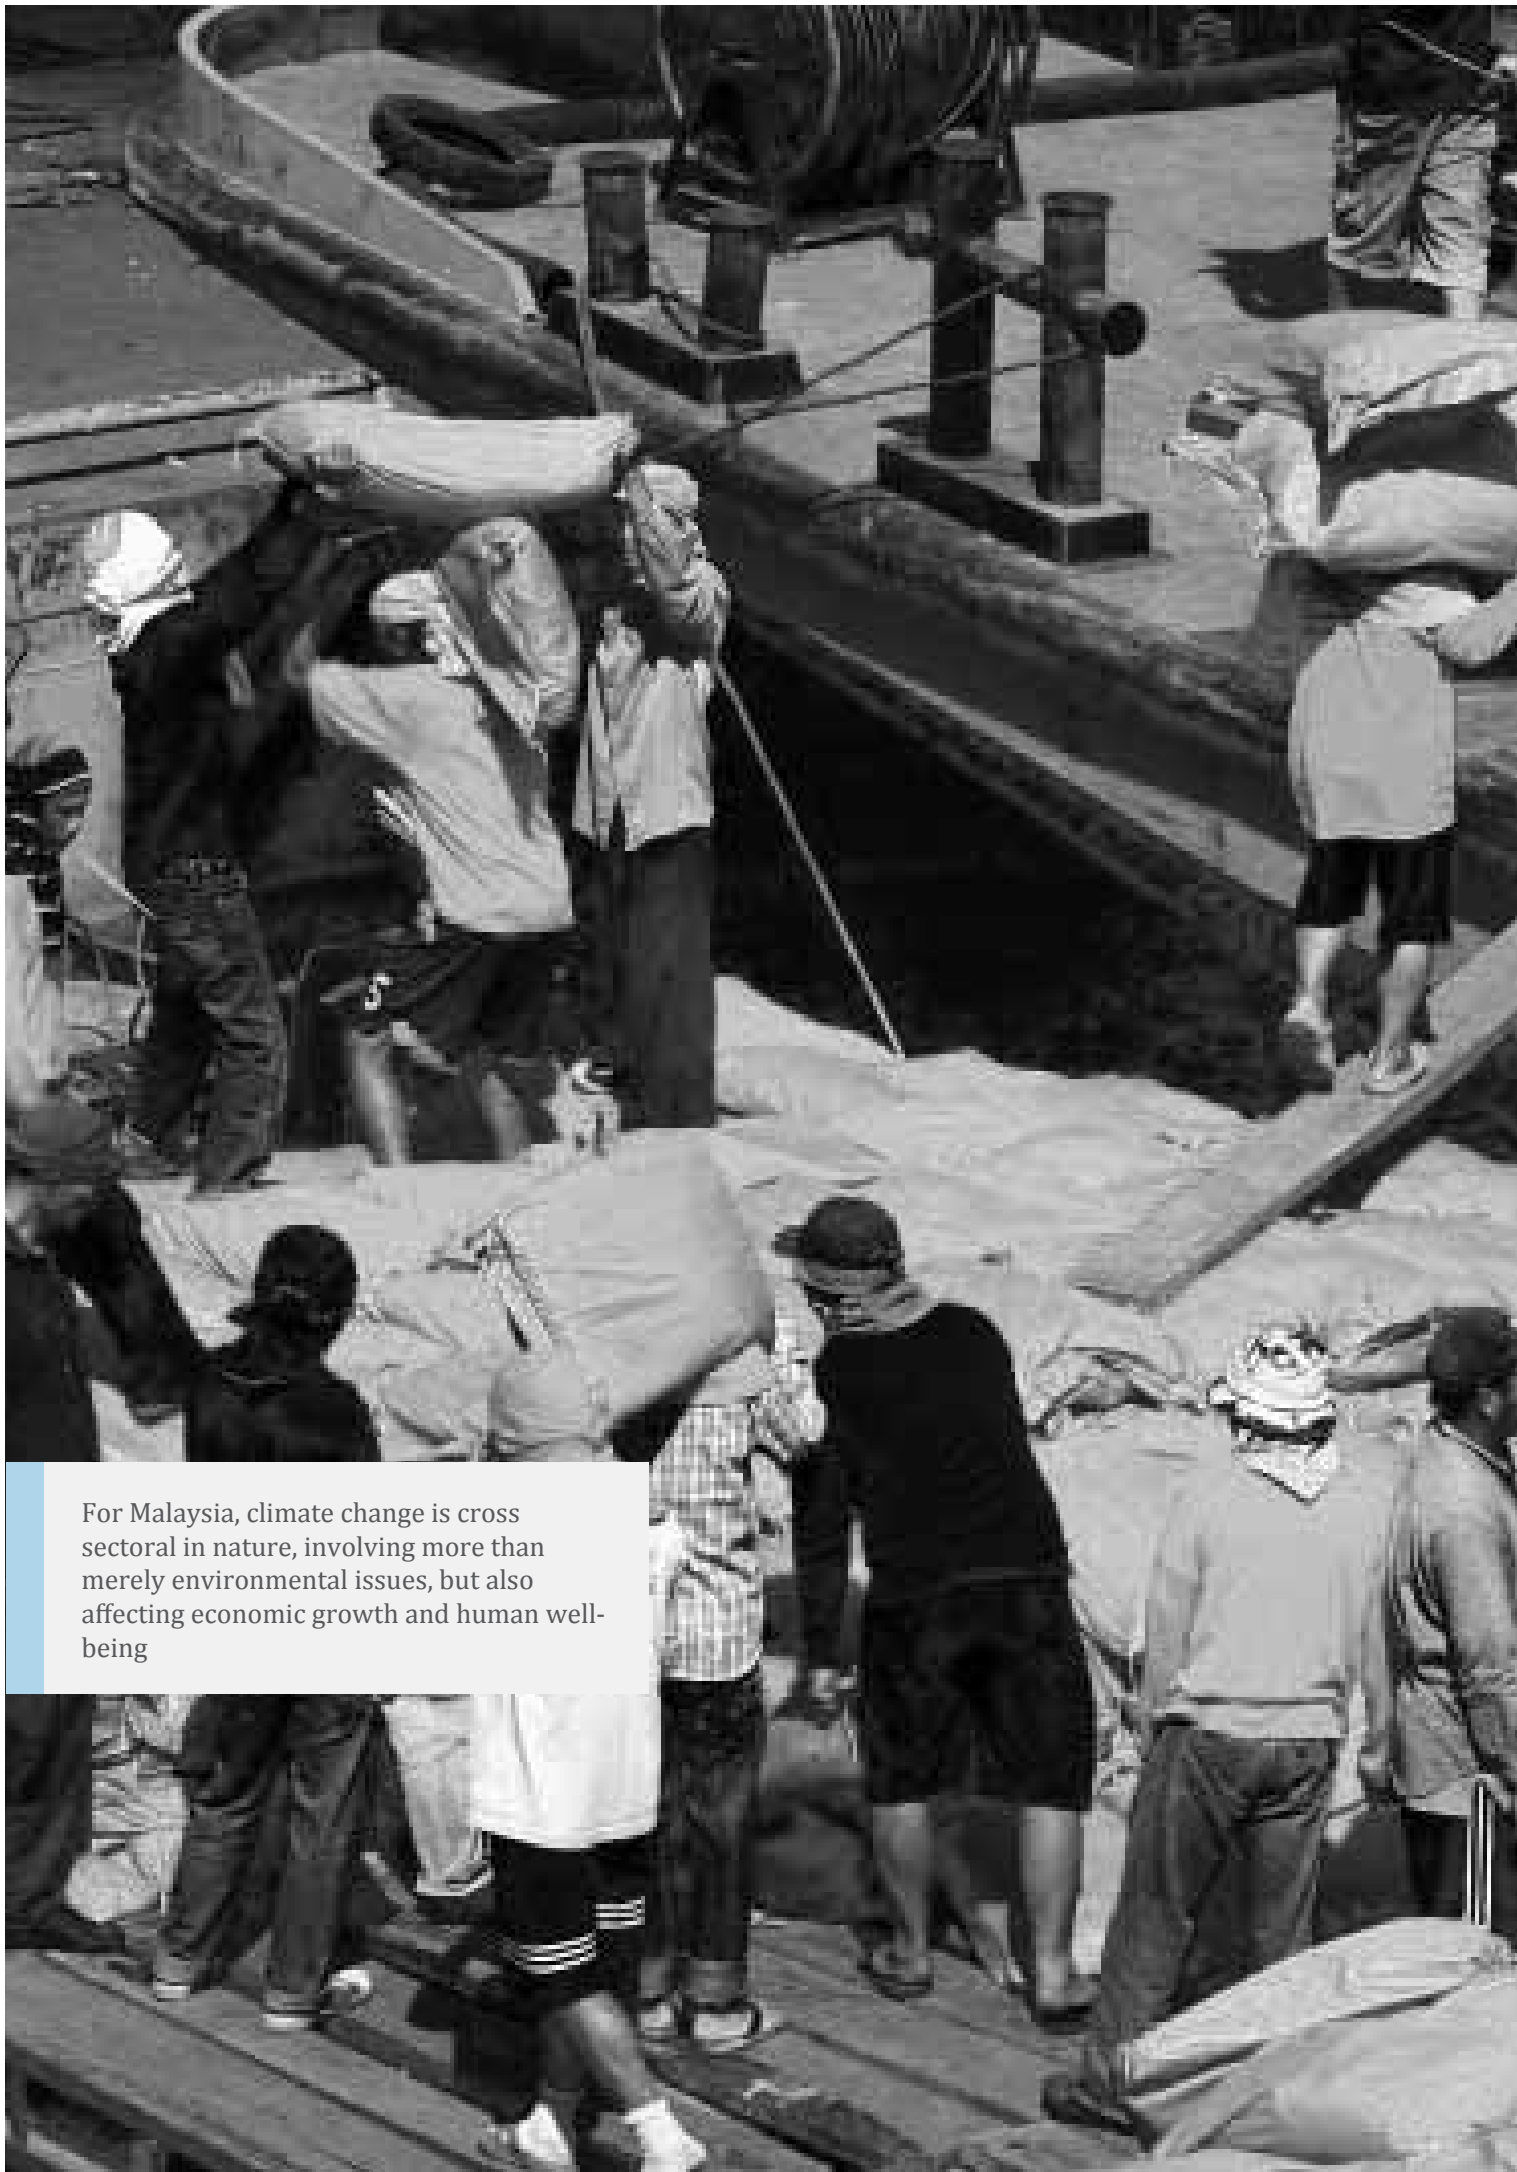 For Malaysia, climate change is cross
sectoral in nature, involving more than
merely environmental issues, but also
affecting economic growth and human well-
being